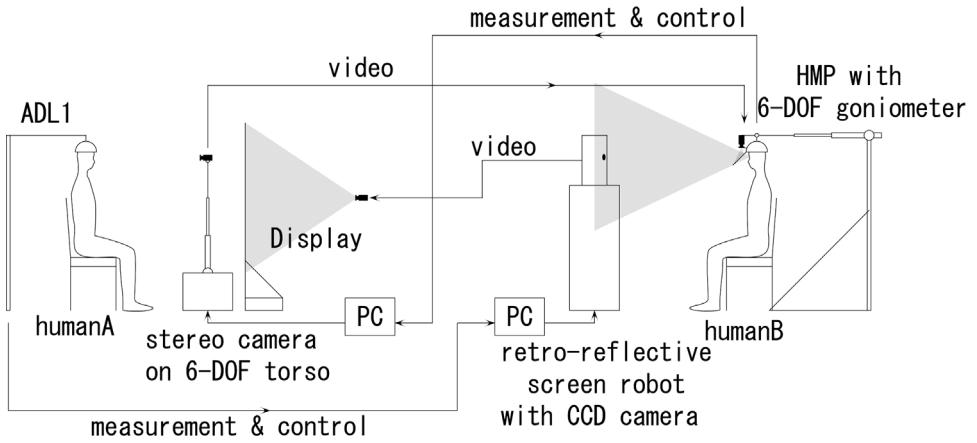 measurement & control
video
HMP with
6-DOF goniometer
ADL1
video
Display
PC
PC
humanA
stereo camera
on 6-DOF torso
humanB
retro-reflective
screen robot
with CCD camera
measurement & control